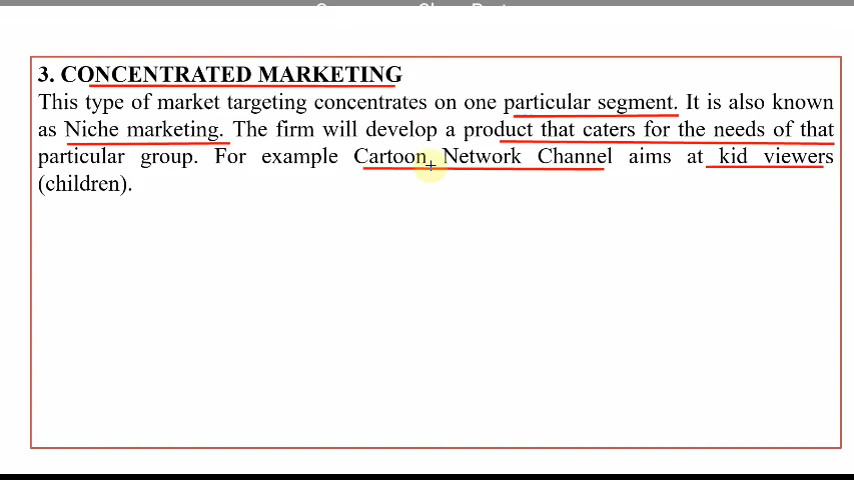 3. CONCENTRATED MARKETING
This type of market targeting concentrates on one particular segment. It is also known
as Niche marketing. The firm will develop a product that caters for the needs of that
particular group. For example Cartoon Network Channel aims at kid viewers
(children).